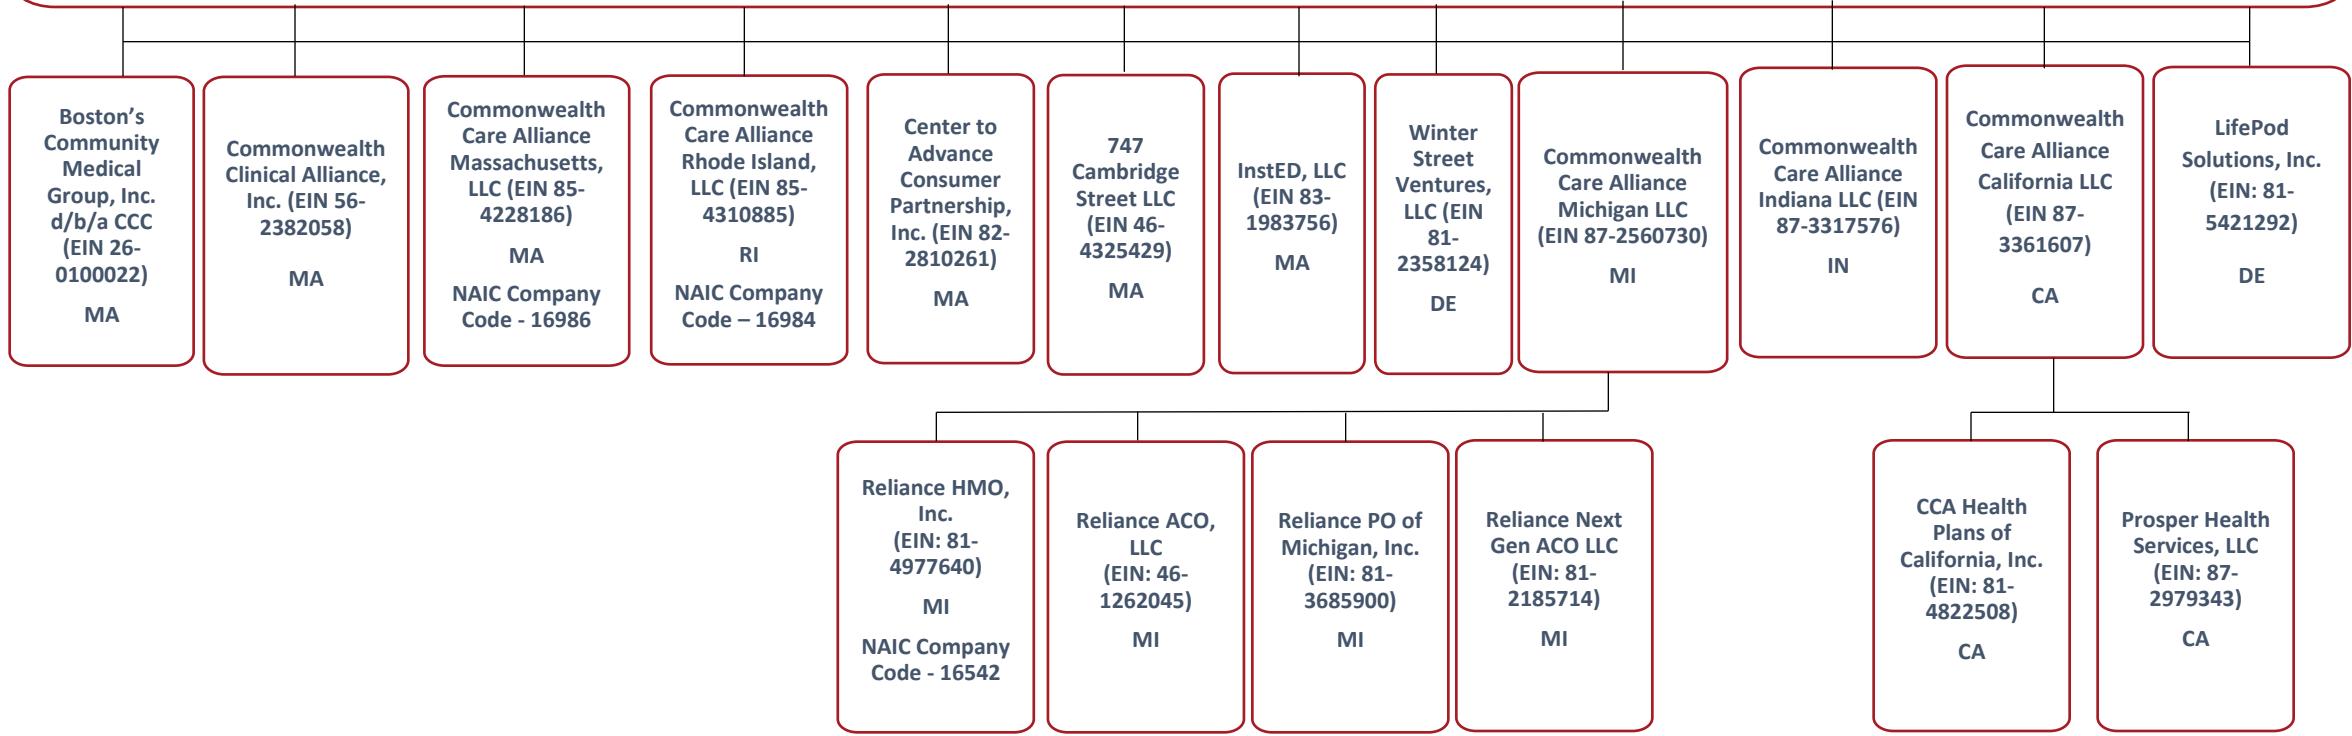 Boston’s
Community
Medical
Group, Inc.
d/b/a CCC
(EIN 26-
0100022)
MA
Commonwealth
Clinical Alliance,
Inc. (EIN 56-
2382058)
MA
Commonwealth
Care Alliance
Massachusetts,
LLC (EIN 85-
4228186)
MA
NAIC Company
Code - 16986
Commonwealth
Care Alliance
Rhode Island,
LLC (EIN 85-
4310885)
RI
NAIC Company
Code – 16984
Center to
Advance
Consumer
Partnership,
Inc. (EIN 82-
2810261)
MA
747
Cambridge
Street LLC
(EIN 46-
4325429)
MA
InstED, LLC
(EIN 83-
1983756)
MA
Winter
Street
Ventures,
LLC (EIN
81-
2358124)
DE
Commonwealth
Care Alliance
Michigan LLC
(EIN 87-2560730)
MI
Commonwealth
Care Alliance
Indiana LLC (EIN
87-3317576)
IN
Commonwealth
Care Alliance
California LLC
(EIN 87-
3361607)
CA
LifePod
Solutions, Inc.
(EIN: 81-
5421292)
DE
Reliance HMO,
Inc.
(EIN: 81-
4977640)
MI
NAIC Company
Code - 16542
Reliance ACO,
LLC
(EIN: 46-
1262045)
MI
Reliance PO of
Michigan, Inc.
(EIN: 81-
3685900)
MI
Reliance Next
Gen ACO LLC
(EIN: 81-
2185714)
MI
CCA Health
Plans of
California, Inc.
(EIN: 81-
4822508)
CA
Prosper Health
Services, LLC
(EIN: 87-
2979343)
CA